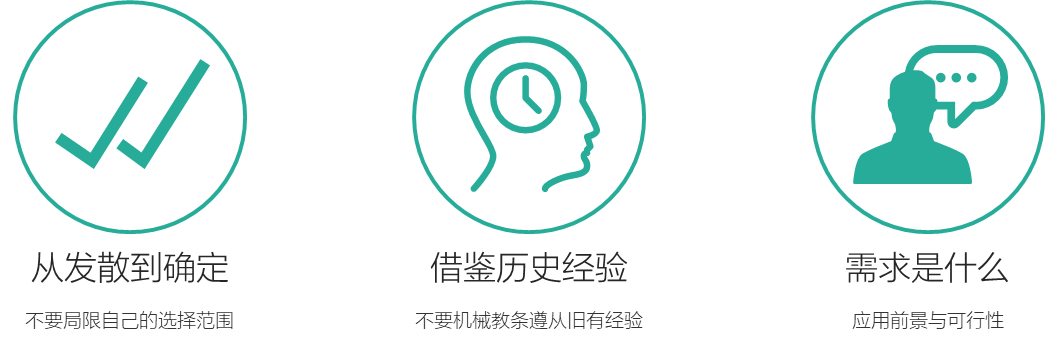 从发散到确定
借鉴历史经验
需求是什么
不要局限自己的选择范围
不要机械教条遵从旧有经验
应用前景与可行性